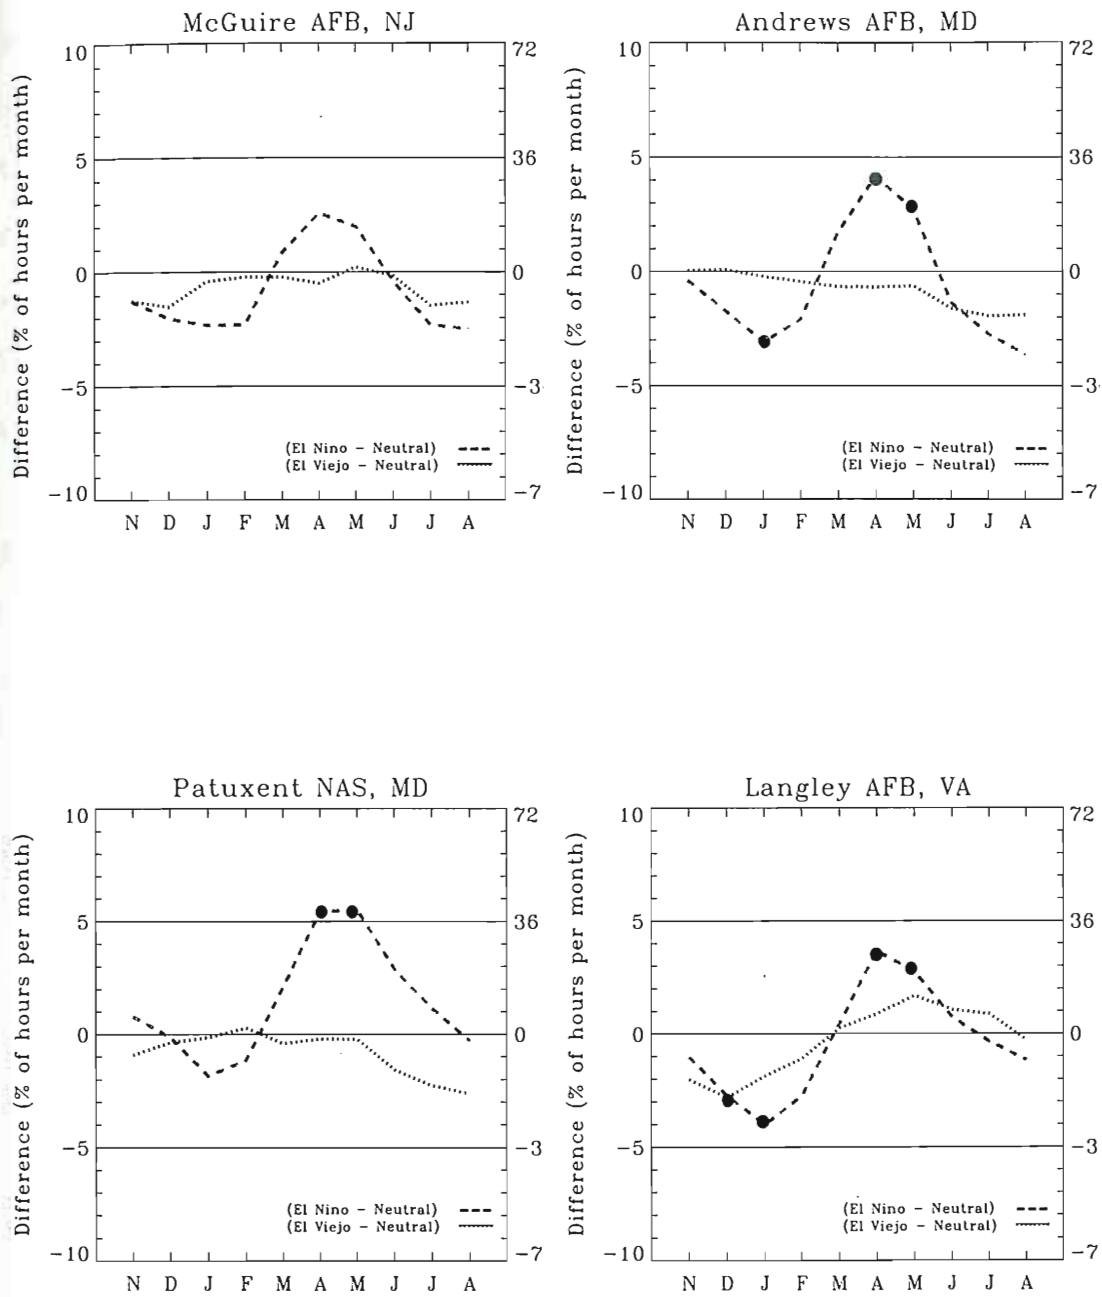 McGuire AFB, NJ
Difference (% of hours per month)
10
5
0
-5
-10
72
36
0
-3
-7
(El Nino - Neutral)
(El Viejo - Neutral)
N D J F M A M J J A
Andrews AFB, MD
Difference (% of hours per month)
10
5
0
-5
-10
72
36
0
-3
-7
(El Nino - Neutral)
(El Viejo - Neutral)
N D J F M A M J J A
Patuxent NAS, MD
Difference (% of hours per month)
10
5
0
-5
-10
72
36
0
-3
-7
(El Nino - Neutral)
(El Viejo - Neutral)
N D J F M A M J J A
Langley AFB, VA
Difference (% of hours per month)
10
5
0
-5
-10
72
36
0
-3
-7
(El Nino - Neutral)
(El Viejo - Neutral)
N D J F M A M J J A